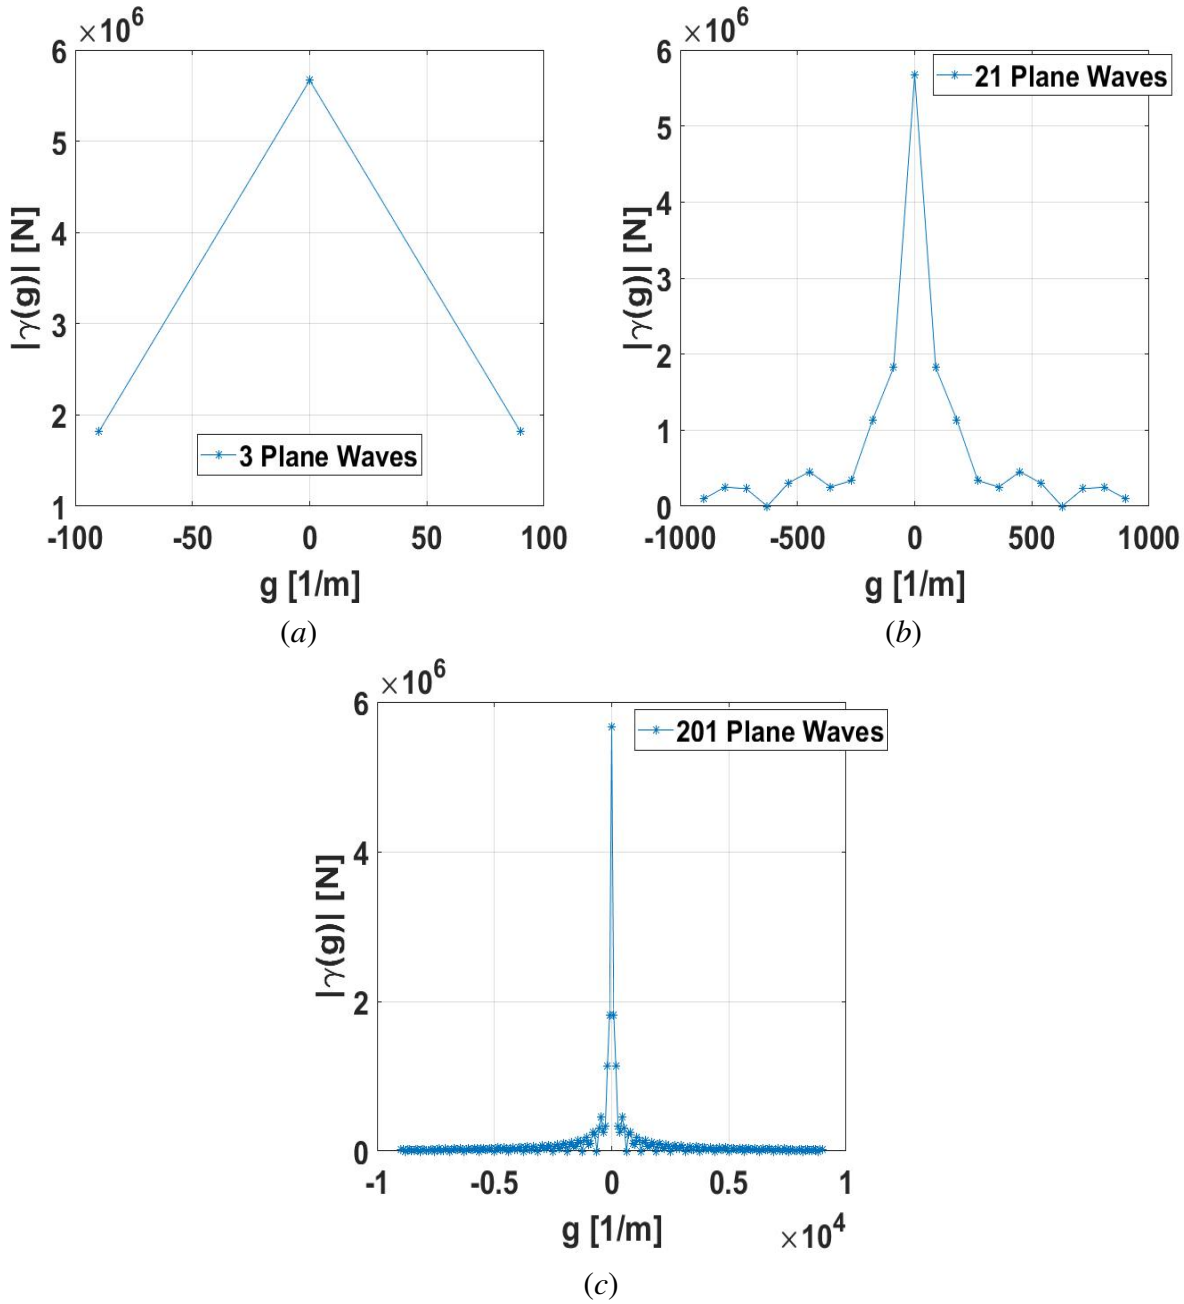 ×10^6
6
5
4
3
2
1
|γ(g)| [N]
3 Plane Waves
-100 -50 0 50 100
g [1/m]
(a)
×10^6
6
5
4
3
2
1
0
|γ(g)| [N]
21 Plane Waves
-1000 -500 0 500 1000
g [1/m]
(b)
×10^6
6
4
2
0
|γ(g)| [N]
201 Plane Waves
-1 -0.5 0 0.5 1
g [1/m]
×10^4
(c)